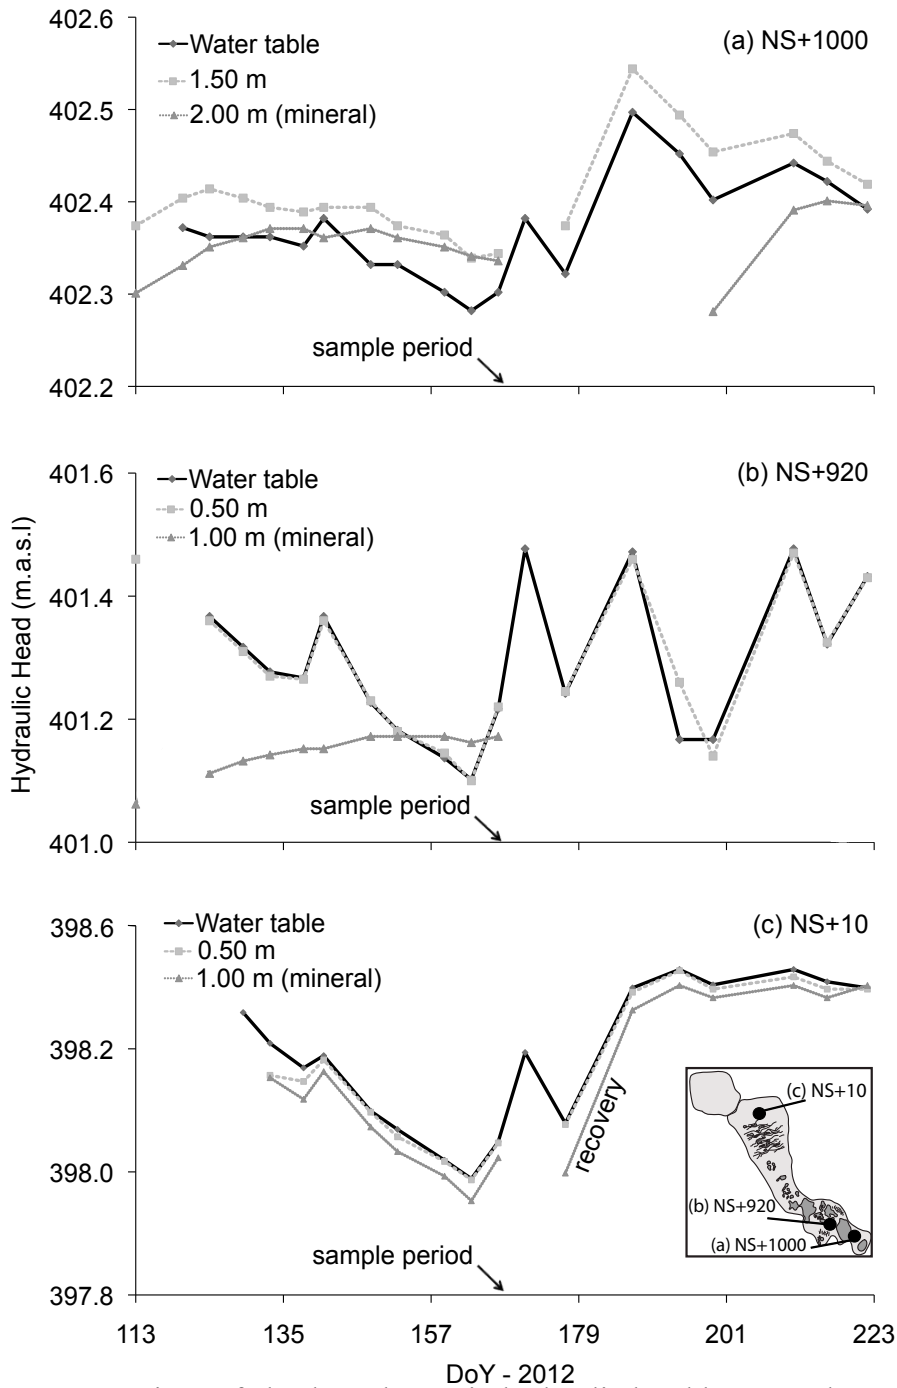 402.6
402.5
402.4
402.3
402.2
Water table
1.50 m
2.00 m (mineral)
(a) NS+1000
sample period
Hydraulic Head (m.a.s.l)
401.6
401.4
401.2
401.0
Water table
0.50 m
1.00 m (mineral)
(b) NS+920
sample period
398.6
398.2
398.0
397.8
Water table
0.50 m
1.00 m (mineral)
(c) NS+10
recovery
sample period
(c) NS+10
(b) NS+920
(a) NS+1000
113 135 157 179 201 223
DoY - 2012